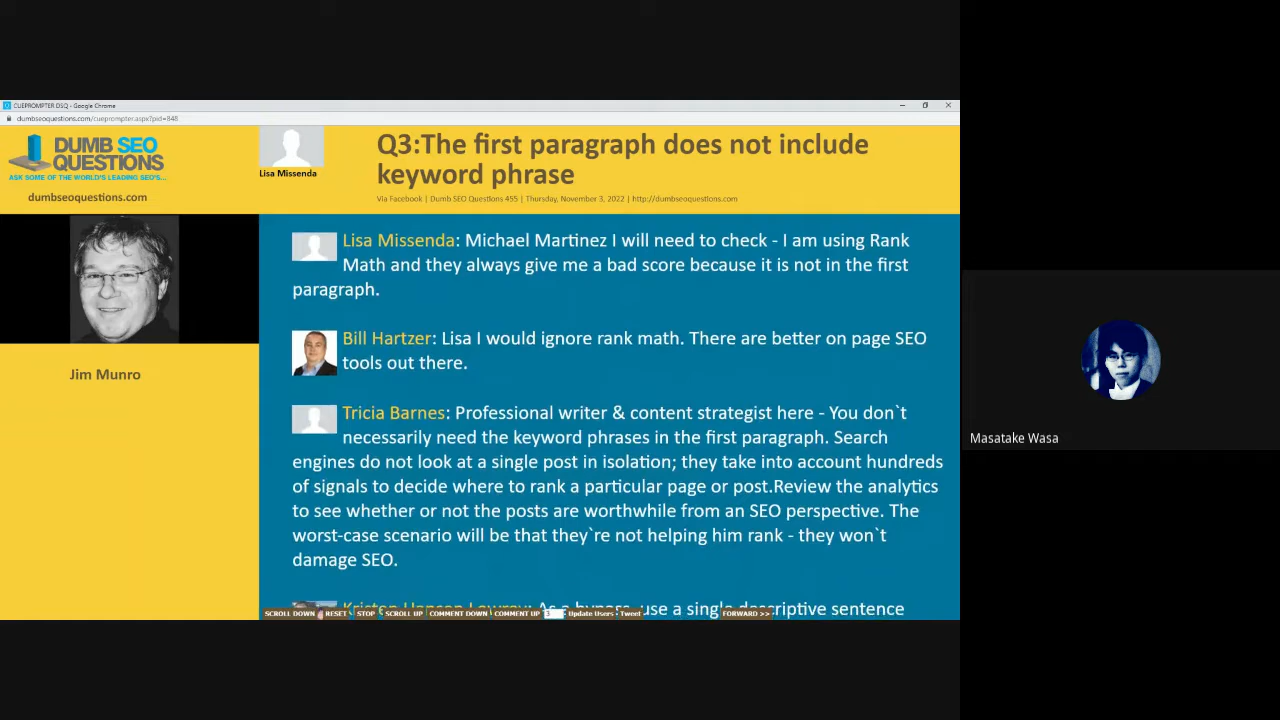 CUEPROMPTER DSQ - Google Chrome
dumbseoquestions.com/cueprompter.aspx?pid=848
DUMB SEO
QUESTIONS
ASK SOME OF THE WORLD'S LEADING SEO'S...
dumbseoquestions.com
Lisa Missenda
Q3:The first paragraph does not include
keyword phrase
Via Facebook | Dumb SEO Questions 455 | Thursday, November 3, 2022 | http://dumbseoquestions.com
Jim Munro
Lisa Missenda: Michael Martinez I will need to check - I am using Rank
Math and they always give me a bad score because it is not in the first
paragraph.
Bill Hartzer: Lisa I would ignore rank math. There are better on page SEO
tools out there.
Tricia Barnes: Professional writer & content strategist here - You don`t
necessarily need the keyword phrases in the first paragraph. Search
engines do not look at a single post in isolation; they take into account hundreds
of signals to decide where to rank a particular page or post.Review the analytics
to see whether or not the posts are worthwhile from an SEO perspective. The
worst-case scenario will be that they`re not helping him rank - they won`t
damage SEO.
As a bypass, use a single descriptive sentence
SCROLL DOWN RESET STOP SCROLL UP COMMENT DOWN COMMENT UP 3 Update Users Tweet FORWARD >>
Masatake Wasa